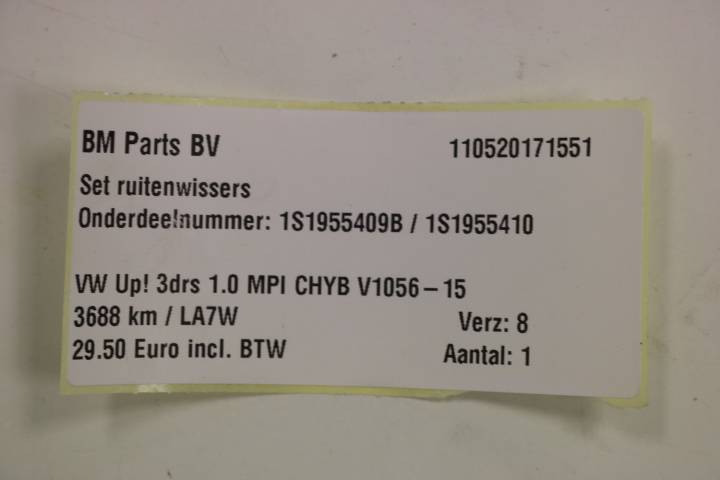 BM Parts BV 110520171551
Set ruitenwissers
Onderdeelnummer: 1S1955409B / 1S1955410
VW Up! 3drs 1.0 MPI CHYB V1056-15
3688 km / LA7W Verz: 8
29.50 Euro incl. BTW Aantal: 1